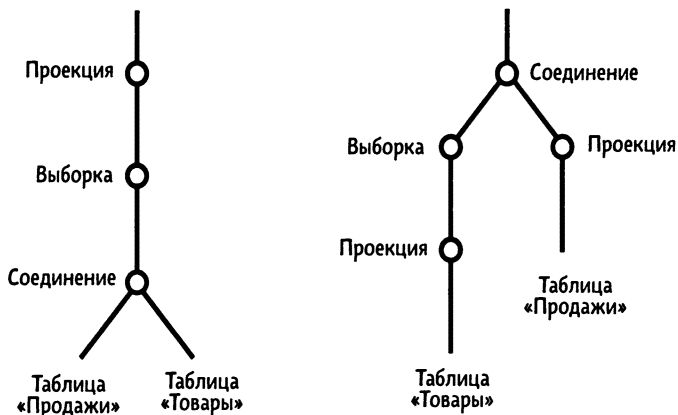 Проекция
Выборка
Соединение
Таблица
«Продажи»
Таблица
«Товары»
Соединение
Выборка
Проекция
Проекция
Таблица
«Продажи»
Таблица
«Товары»